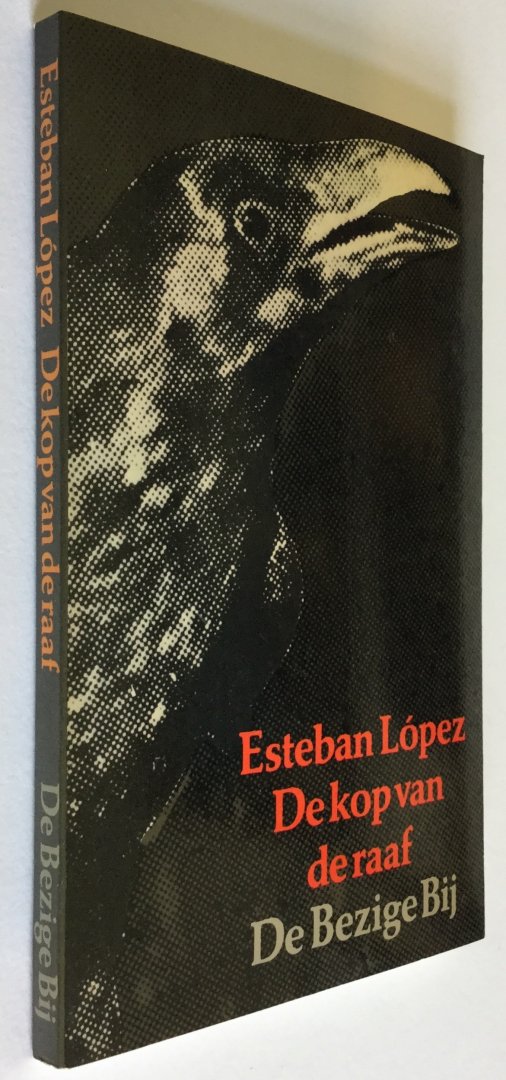 Esteban López De kop van de raaf De Bezige Bij
Esteban López
De kop van
de raaf
De Bezige Bij